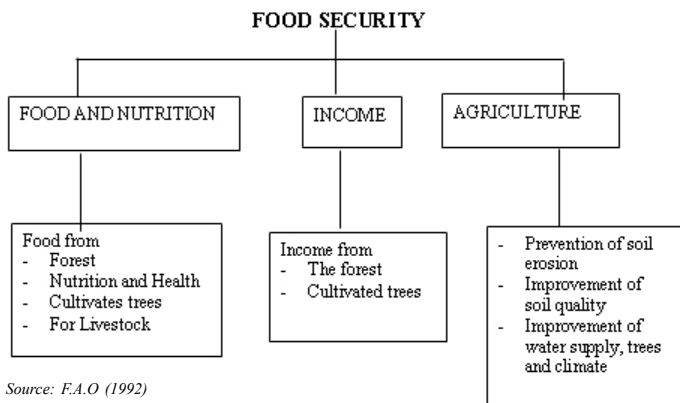 FOOD SECURITY
FOOD AND NUTRITION
INCOME
AGRICULTURE
Food from
- Forest
- Nutrition and Health
- Cultivates trees
- For Livestock
Income from
- The forest
- Cultivated trees
- Prevention of soil
erosion
- Improvement of
soil quality
- Improvement of
water supply, trees
and climate
Source: F.A.O (1992)